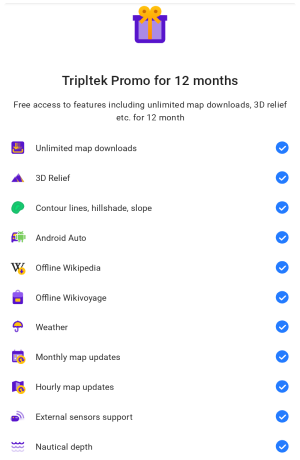 Tripltek Promo for 12 months
Free access to features including unlimited map downloads, 3D relief
etc. for 12 month
Unlimited map downloads
3D Relief
Contour lines, hillshade, slope
Android Auto
Offline Wikipedia
Offline Wikivoyage
Weather
Monthly map updates
Hourly map updates
External sensors support
Nautical depth